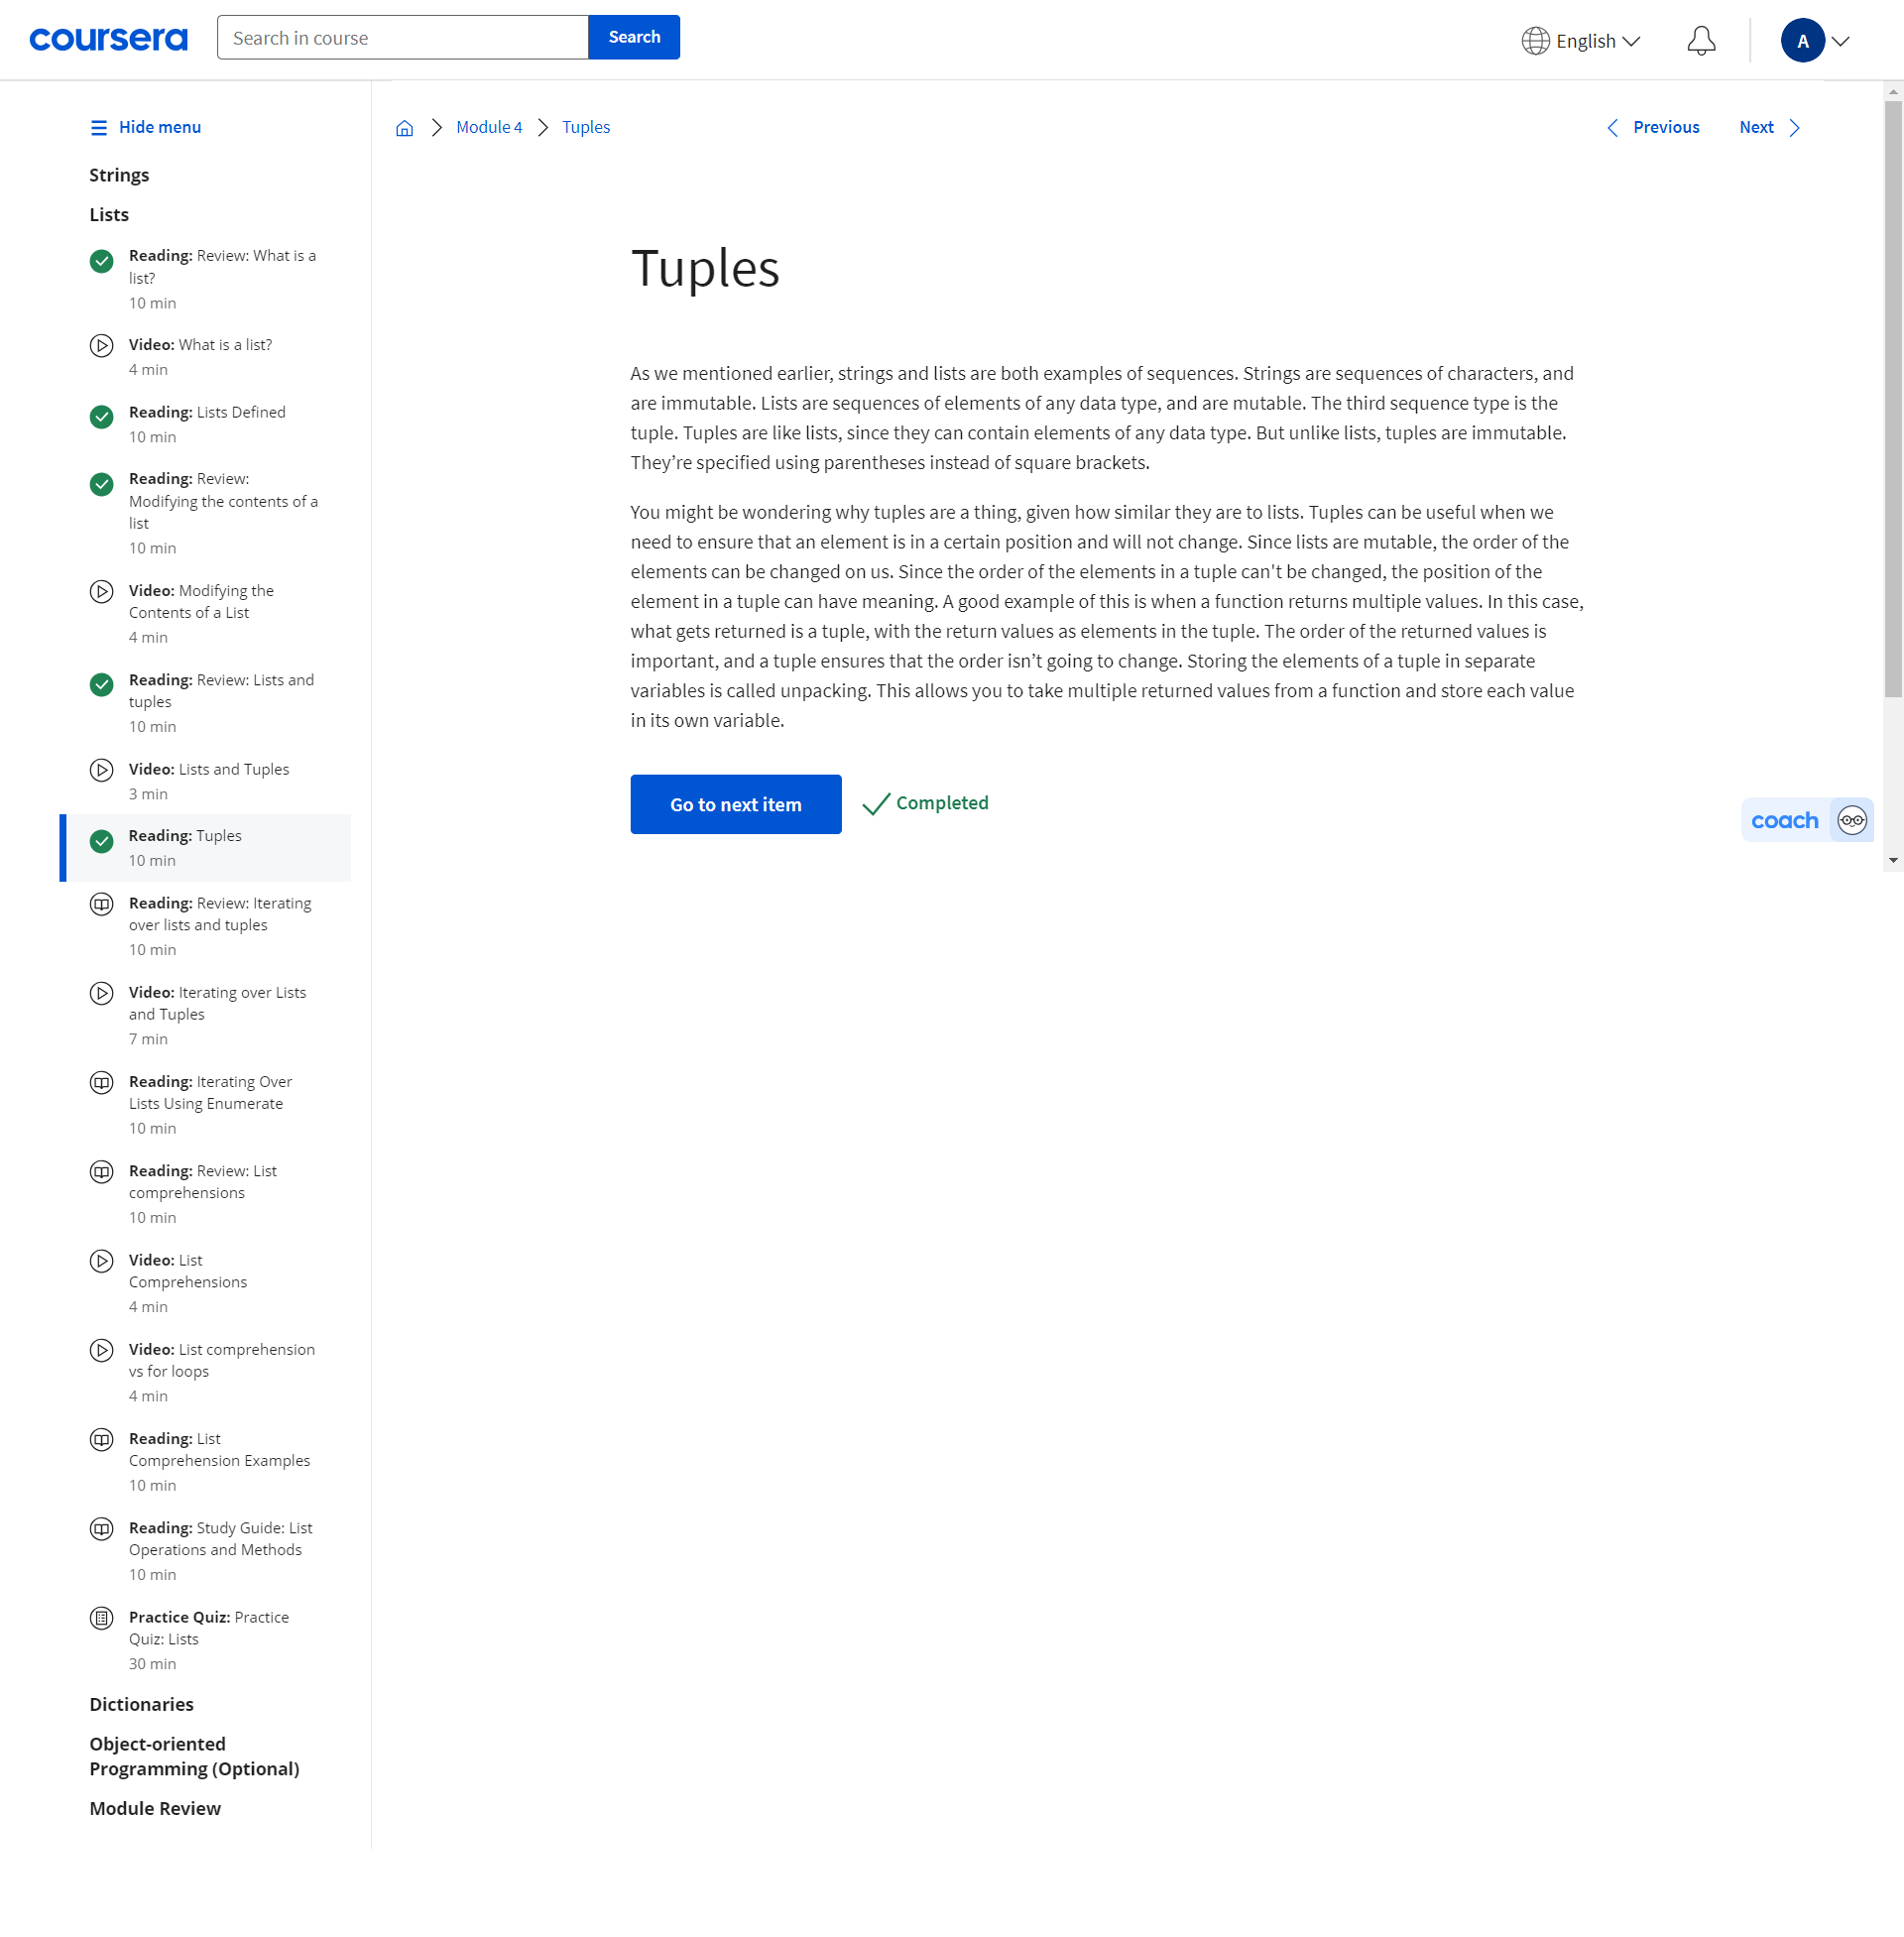 coursera
Search in course
Search
English
A
Hide menu
Strings
Lists
Reading: Review: What is a
list?
10 min
Video: What is a list?
4 min
Reading: Lists Defined
10 min
Reading: Review:
Modifying the contents of a
list
10 min
Video: Modifying the
Contents of a List
4 min
Reading: Review: Lists and
tuples
10 min
Video: Lists and Tuples
3 min
Reading: Tuples
10 min
Reading: Review: Iterating
over lists and tuples
10 min
Video: Iterating over Lists
and Tuples
7 min
Reading: Iterating Over
Lists Using Enumerate
10 min
Reading: Review: List
comprehensions
10 min
Video: List
Comprehensions
4 min
Video: List comprehension
vs for loops
4 min
Reading: List
Comprehension Examples
10 min
Reading: Study Guide: List
Operations and Methods
10 min
Practice Quiz: Practice
Quiz: Lists
30 min
Dictionaries
Object-oriented
Programming (Optional)
Module Review
Module 4
Tuples
Previous
Next
Tuples
As we mentioned earlier, strings and lists are both examples of sequences. Strings are sequences of characters, and
are immutable. Lists are sequences of elements of any data type, and are mutable. The third sequence type is the
tuple. Tuples are like lists, since they can contain elements of any data type. But unlike lists, tuples are immutable.
They’re specified using parentheses instead of square brackets.
You might be wondering why tuples are a thing, given how similar they are to lists. Tuples can be useful when we
need to ensure that an element is in a certain position and will not change. Since lists are mutable, the order of the
elements can be changed on us. Since the order of the elements in a tuple can't be changed, the position of the
element in a tuple can have meaning. A good example of this is when a function returns multiple values. In this case,
what gets returned is a tuple, with the return values as elements in the tuple. The order of the returned values is
important, and a tuple ensures that the order isn’t going to change. Storing the elements of a tuple in separate
variables is called unpacking. This allows you to take multiple returned values from a function and store each value
in its own variable.
Go to next item
Completed
coach